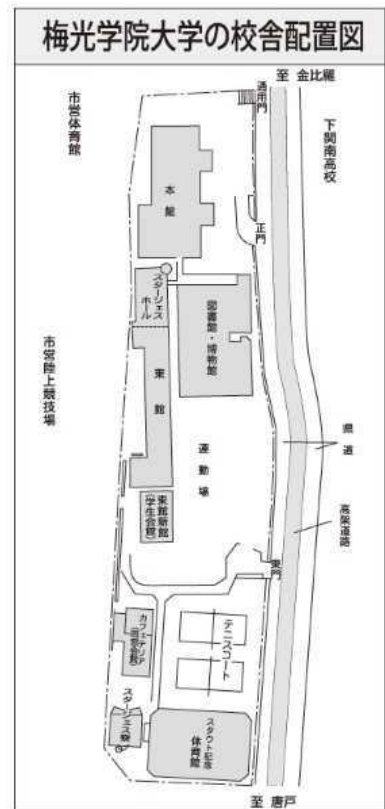 梅光学院大学の校舎配置図
至 金比羅
通用門
市営体育館
下関南高校
本館
正門
スタージェス
ホール
図書館・博物館
市営陸上競技場
東館
運動場
県道
高架道路
東館新館
(学生会館)
東門
カフェテリア
テニスコート
スタージェス
スタウト記念
体育館
至 唐戸